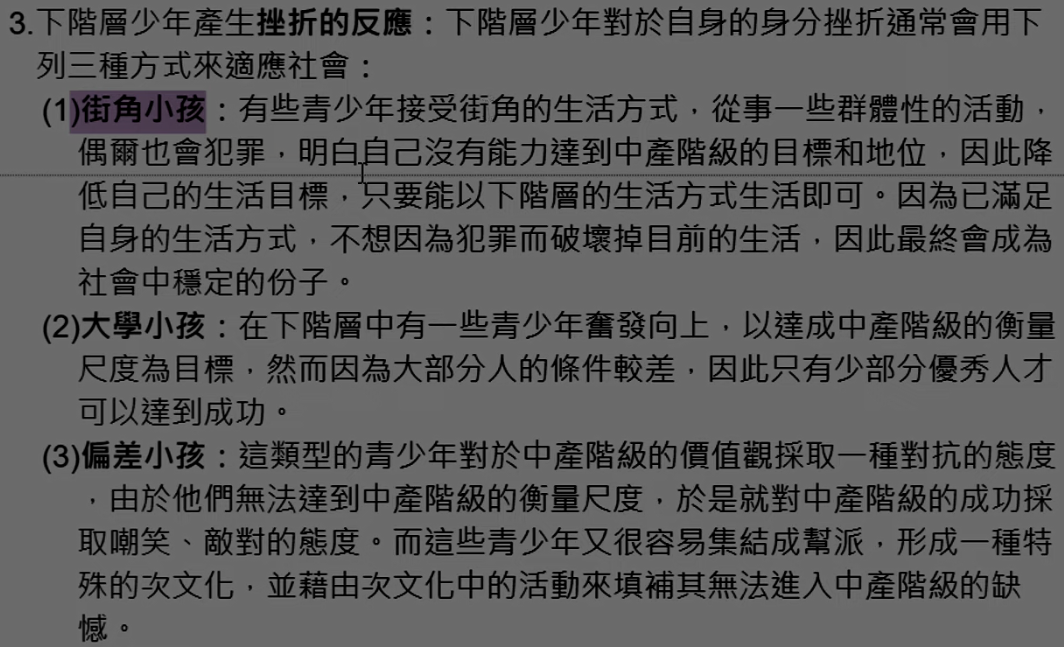 3.下階層少年產生挫折的反應：下階層少年對於自身的身分挫折通常會用下
列三種方式來適應社會：
(1)街角小孩：有些青少年接受街角的生活方式，從事一些群體性的活動，
偶爾也會犯罪，明白自己沒有能力達到中產階級的目標和地位，因此降
低自己的生活目標，只要能以下階層的生活方式生活即可。因為已滿足
自身的生活方式，不想因為犯罪而破壞掉目前的生活，因此最終會成為
社會中穩定的份子。
(2)大學小孩：在下階層中有一些青少年奮發向上，以達成中產階級的衡量
尺度為目標，然而因為大部分人的條件較差，因此只有少部分優秀人才
可以達到成功。
(3)偏差小孩：這類型的青少年對於中產階級的價值觀採取一種對抗的態度
，由於他們無法達到中產階級的衡量尺度，於是就對中產階級的成功採
取嘲笑、敵對的態度。而這些青少年又很容易集結成幫派，形成一種特
殊的次文化，並藉由次文化中的活動來填補其無法進入中產階級的缺
憾。